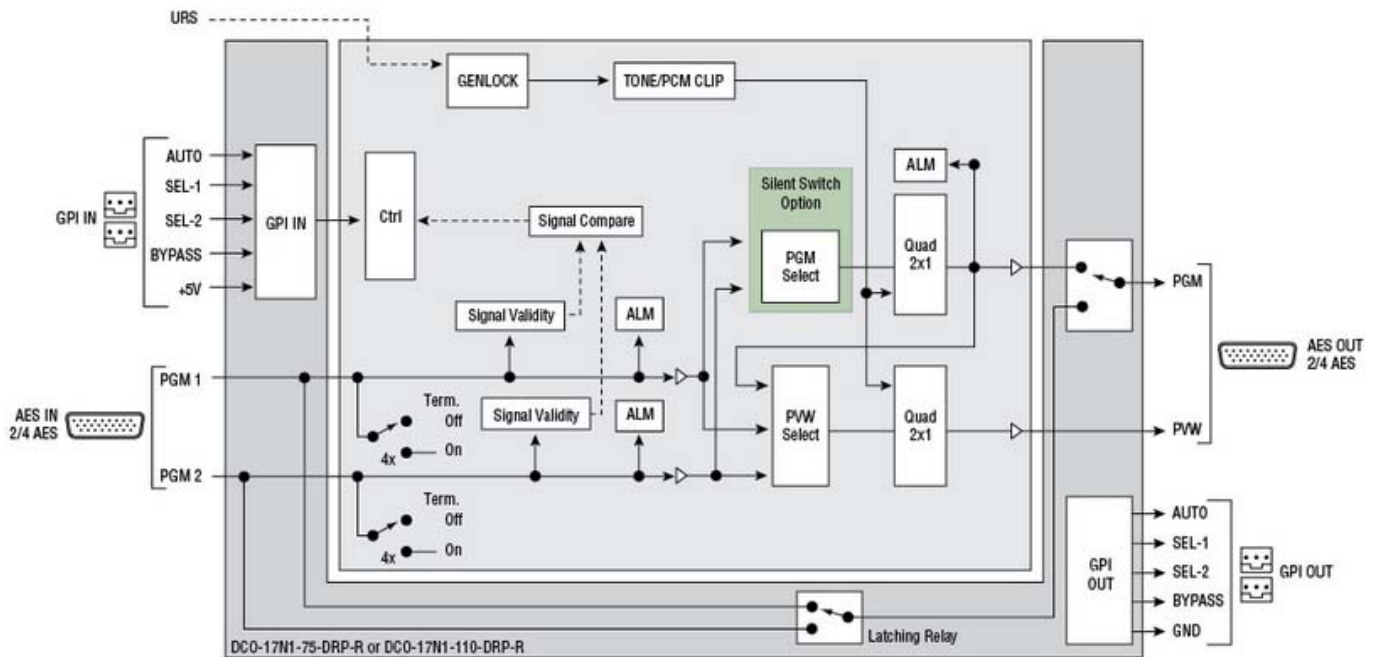 URS
GENLOCK
TONE/PCM CLIP
GPI IN
AUTO
SEL-1
SEL-2
BYPASS
+5V
GPI IN
Ctrl
Signal Compare
Silent Switch
Option
PGM
Select
ALM
Quad
2x1
PGM
Signal Validity
ALM
AES IN
2/4 AES
PGM 1
Term.
Off
4x
On
Signal Validity
ALM
PVW
Select
Quad
2x1
PVW
AES OUT
2/4 AES
PGM 2
Term.
Off
4x
On
GPI
OUT
AUTO
SEL-1
SEL-2
BYPASS
GND
GPI OUT
Latching Relay
DCO-17N1-75-DRP-R or DCO-17N1-110-DRP-R